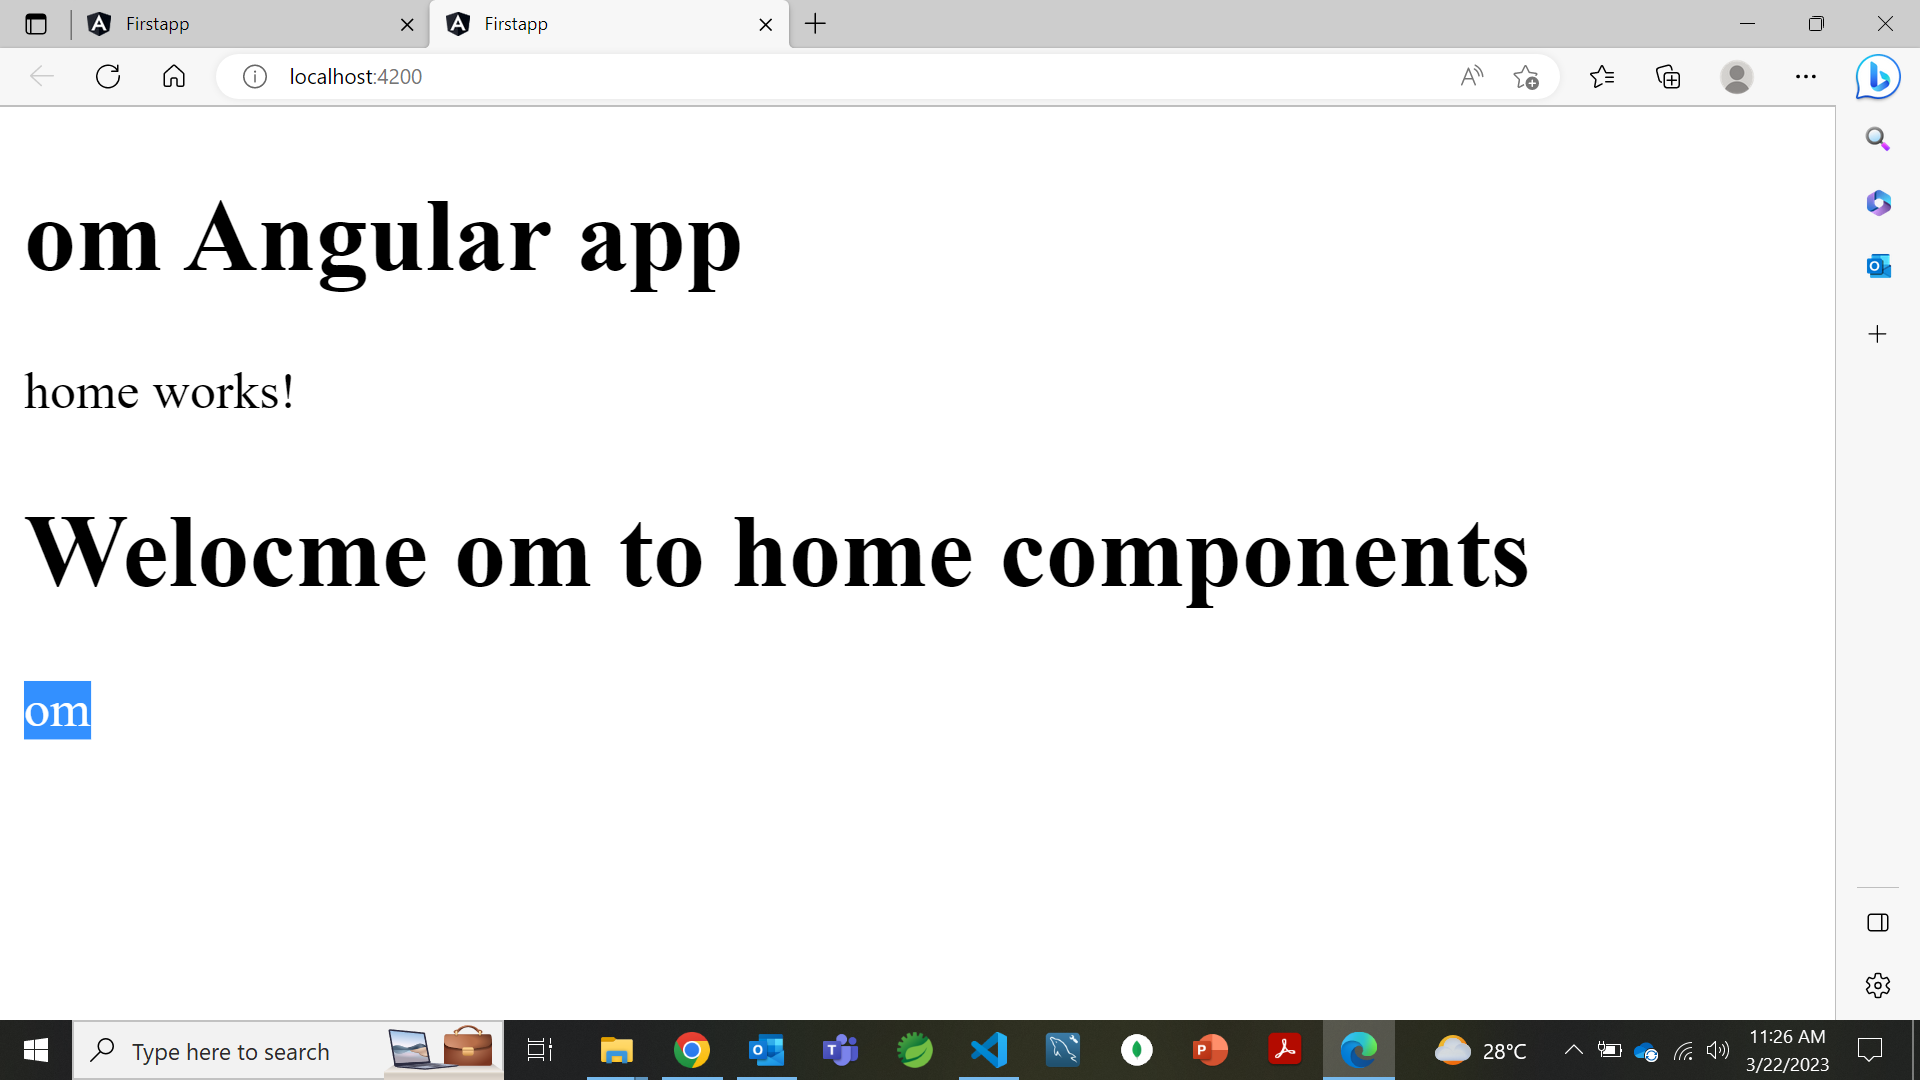 Firstapp
Firstapp
localhost:4200
om Angular app
home works!
Welocme om to home components
om
Type here to search
28°C
11:26 AM
3/22/2023